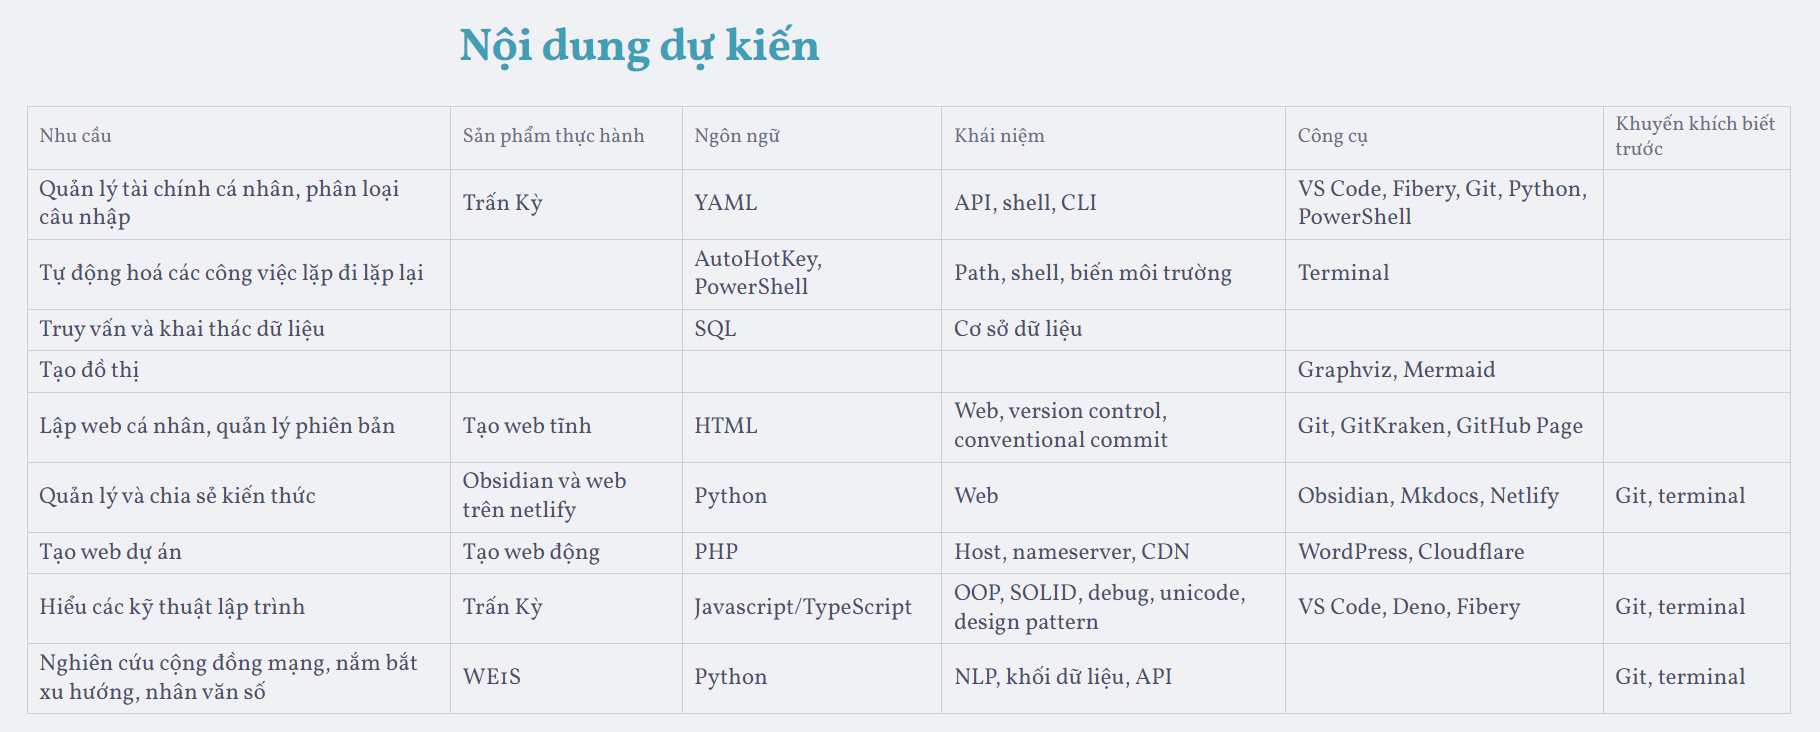 Nội dung dự kiến
Nhu cầu
Sản phẩm thực hành
Ngôn ngữ
Khái niệm
Công cụ
Khuyến khích biết
trước
Quản lý tài chính cá nhân, phân loại
câu nhập
Trấn Kỳ
YAML
API, shell, CLI
VS Code, Fibery, Git, Python,
PowerShell
Tự động hoá các công việc lặp đi lặp lại
AutoHotKey,
PowerShell
Path, shell, biến môi trường
Terminal
Truy vấn và khai thác dữ liệu
SQL
Cơ sở dữ liệu
Tạo đồ thị
Graphviz, Mermaid
Lập web cá nhân, quản lý phiên bản
Tạo web tĩnh
HTML
Web, version control,
conventional commit
Git, GitKraken, GitHub Page
Quản lý và chia sẻ kiến thức
Obsidian và web
trên netlify
Python
Web
Obsidian, Mkdocs, Netlify
Git, terminal
Tạo web dự án
Tạo web động
PHP
Host, nameserver, CDN
WordPress, Cloudflare
Hiểu các kỹ thuật lập trình
Trấn Kỳ
Javascript/TypeScript
OOP, SOLID, debug, unicode,
design pattern
VS Code, Deno, Fibery
Git, terminal
Nghiên cứu cộng đồng mạng, nắm bắt
xu hướng, nhân văn số
WE1S
Python
NLP, khối dữ liệu, API
Git, terminal